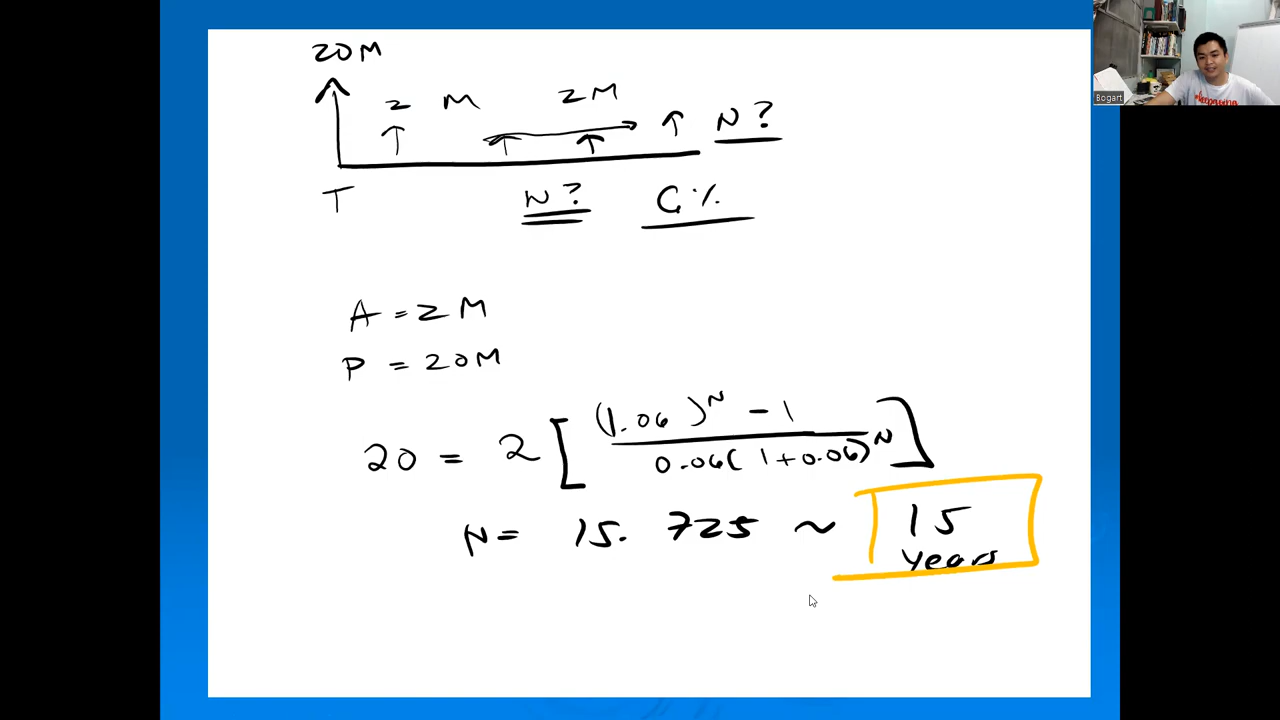 20M
2 M 2M N?
T N? 6%
A = 2M
P = 20M
20 = 2 [ (1.06)^N - 1
0.06(1+0.06)^N ]
N = 15.725 ~ 15
years
Bogart